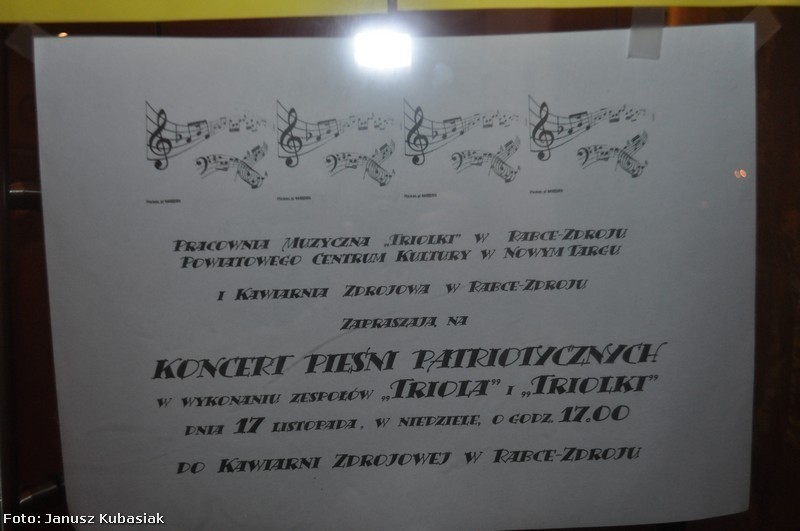 PRACOWNIA MUZYCZNA „TRIOLKI" W RABCE-ZDROJU
POWIATOWEGO CENTRUM KULTURY W NOWYM TARGU
I KAWIARNIA ZDROJOWA W RABCE-ZDROJU
ZAPRASZAJĄ NA
KONCERT PIEŚNI PATRIOTYCZNYCH
W WYKONANIU ZESPOŁÓW „TRIOLA" I „TRIOLKI"
DNIA 17 LISTOPADA, W NIEDZIELE, O GODZ. 17.00
DO KAWIARNI ZDROJOWEJ W RABCE-ZDROJU
Foto: Janusz Kubasiak